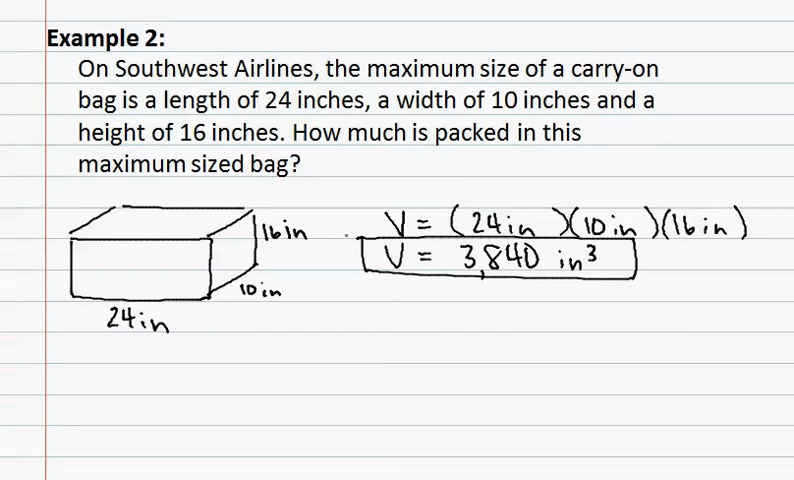 Example 2:
On Southwest Airlines, the maximum size of a carry-on
bag is a length of 24 inches, a width of 10 inches and a
height of 16 inches. How much is packed in this
maximum sized bag?
16in
10in
24in
V = (24in)(10in)(16in)
V = 3,840 in³